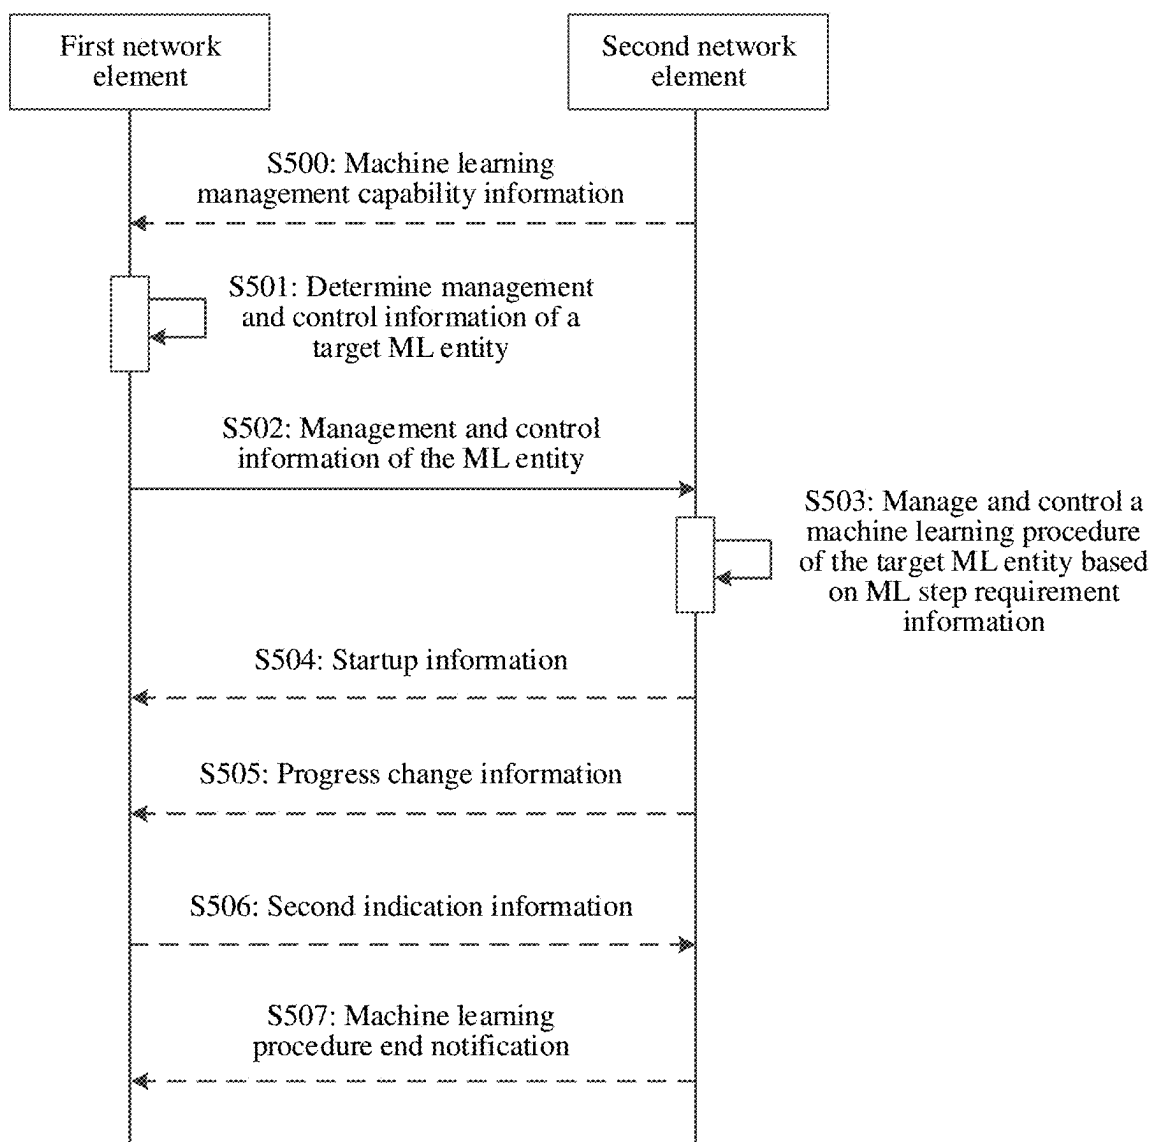 First network
element
Second network
element
S500: Machine learning
management capability information
S501: Determine management
and control information of a
target ML entity
S502: Management and control
information of the ML entity
S503: Manage and control a
machine learning procedure
of the target ML entity based
on ML step requirement
information
S504: Startup information
S505: Progress change information
S506: Second indication information
S507: Machine learning
procedure end notification